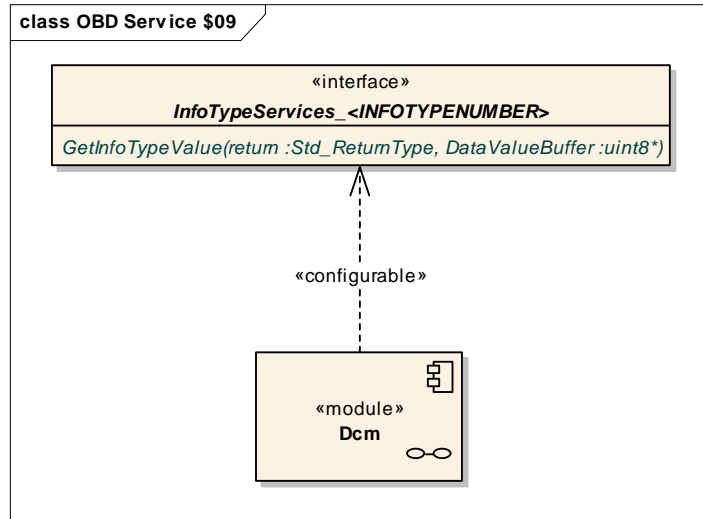 class OBD Service $09
«interface»
InfoTypeServices_<INFOTYPENUMBER>
GetInfoTypeValue(return :Std_ReturnType, DataValueBuffer :uint8*)
«configurable»
«module»
Dcm